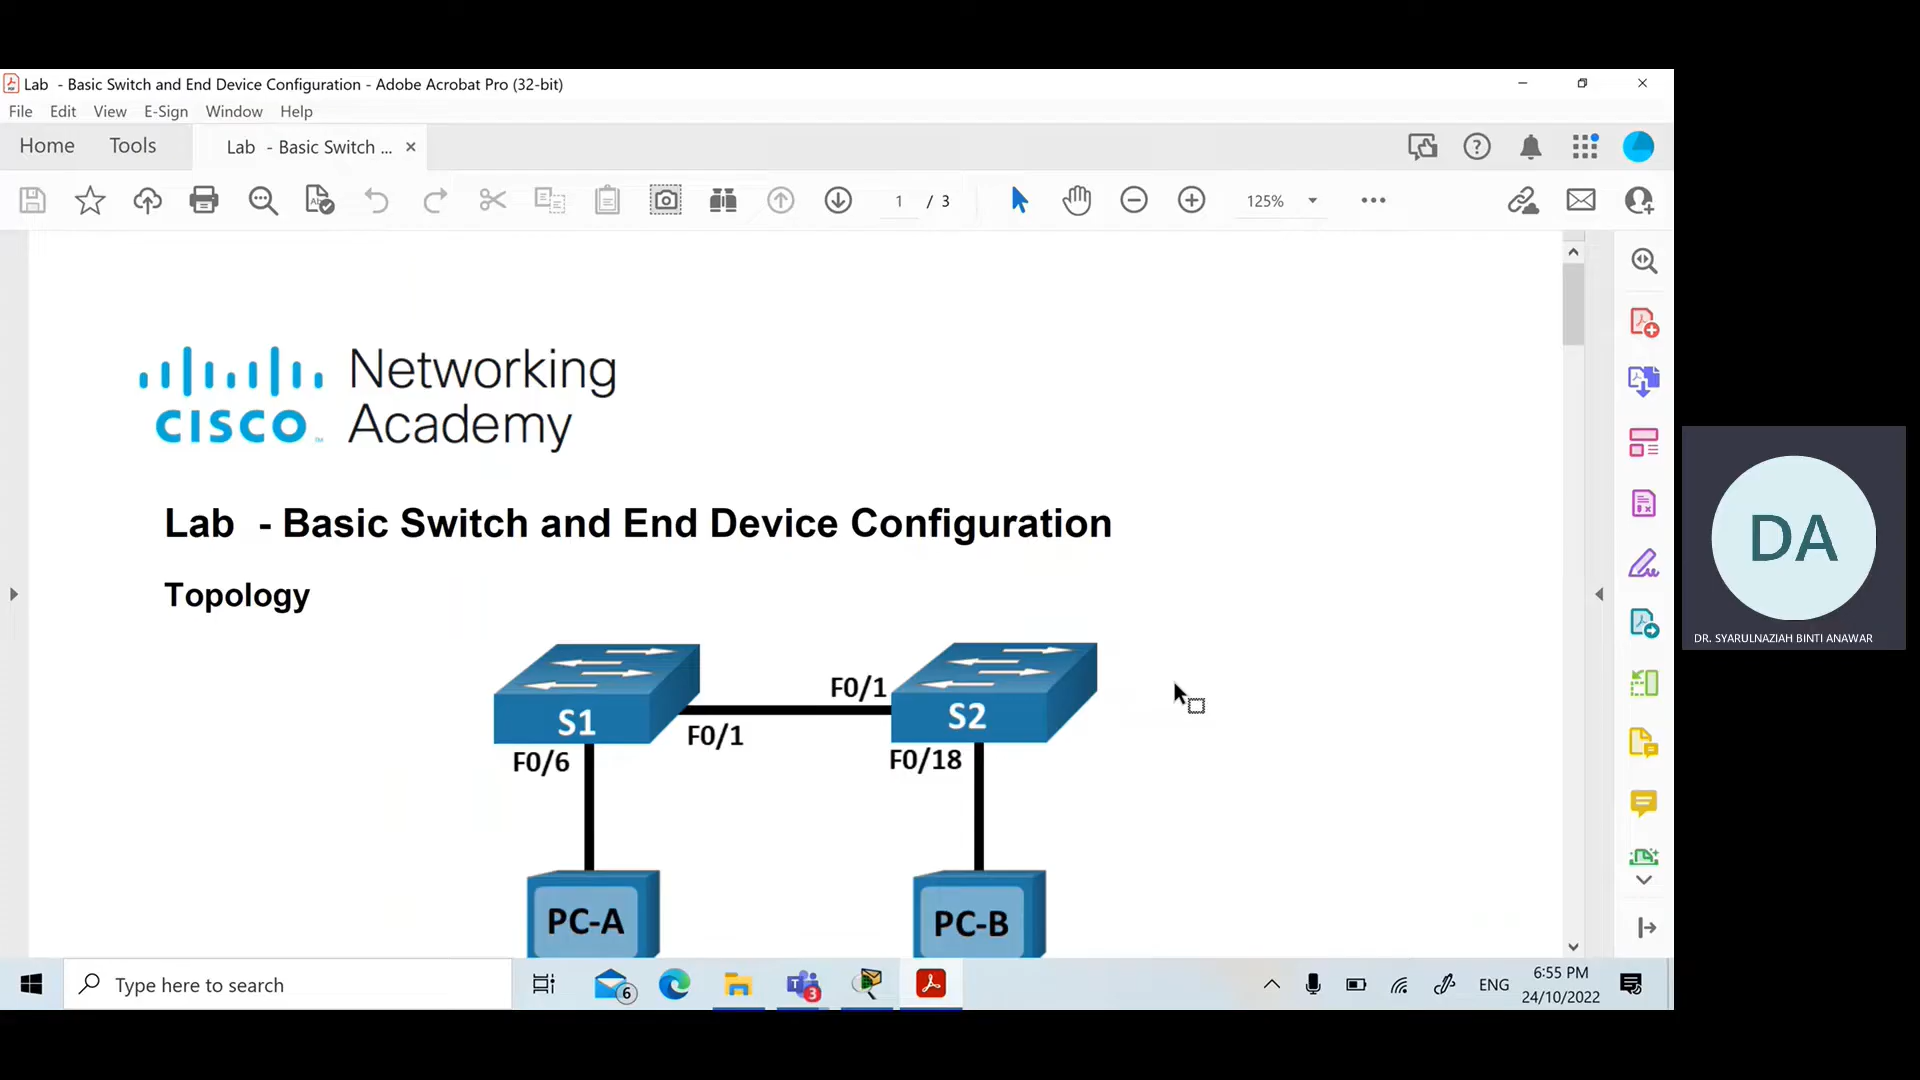 Lab  - Basic Switch and End Device Configuration - Adobe Acrobat Pro (32-bit)
File Edit View E-Sign Window Help
Home Tools Lab  - Basic Switch ...
1 / 3 125%
Networking
Academy
CISCO
Lab  - Basic Switch and End Device Configuration
Topology
F0/1
S1
S2
F0/1
F0/6
F0/18
PC-A
PC-B
DA
DR. SYARULNAZIAH BINTI ANAWAR
Type here to search
6
3
ENG
6:55 PM
24/10/2022